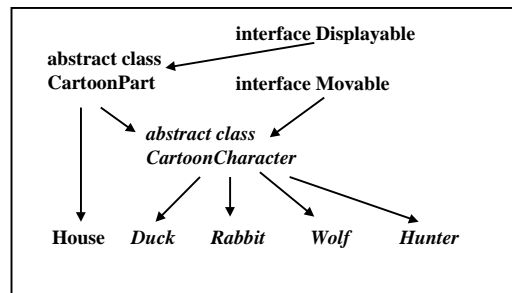 interface Displayable
abstract class
CartoonPart
interface Movable
abstract class
CartoonCharacter
House Duck Rabbit Wolf Hunter